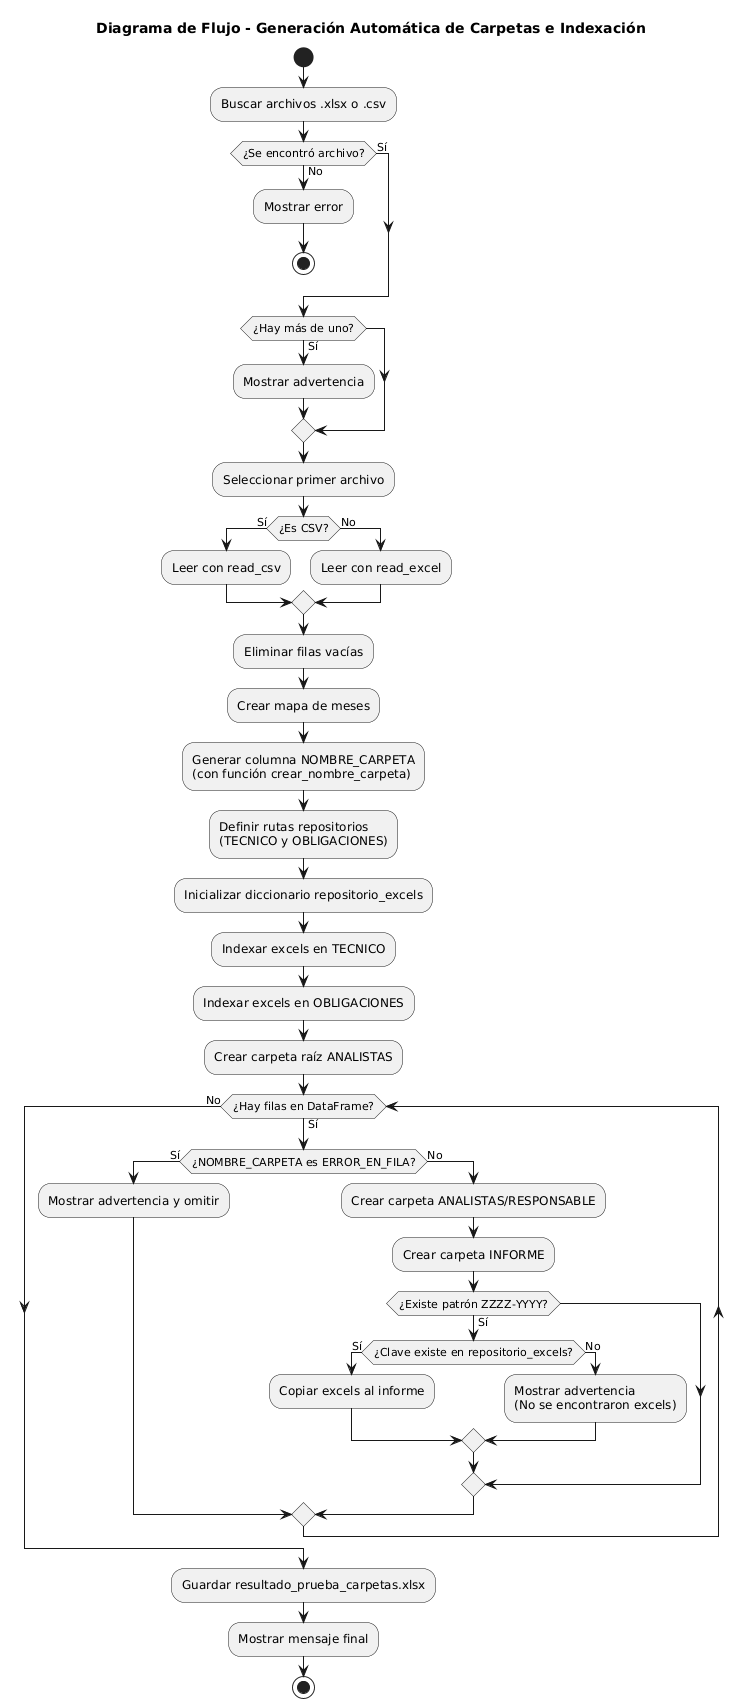 Diagrama de Flujo - Generación Automática de Carpetas e Indexación
Buscar archivos .xlsx o .csv
¿Se encontró archivo?
Sí
No
Mostrar error
¿Hay más de uno?
Sí
Mostrar advertencia
Seleccionar primer archivo
Sí
¿Es CSV?
No
Leer con read_csv
Leer con read_excel
Eliminar filas vacías
Crear mapa de meses
Generar columna NOMBRE_CARPETA
(con función crear_nombre_carpeta)
Definir rutas repositorios
(TECNICO y OBLIGACIONES)
Inicializar diccionario repositorio_excels
Indexar excels en TECNICO
Indexar excels en OBLIGACIONES
Crear carpeta raíz ANALISTAS
No
¿Hay filas en DataFrame?
Sí
Sí
¿NOMBRE_CARPETA es ERROR_EN_FILA?
No
Mostrar advertencia y omitir
Crear carpeta ANALISTAS/RESPONSABLE
Crear carpeta INFORME
¿Existe patrón ZZZZ-YYYY?
Sí
Sí
¿Clave existe en repositorio_excels?
No
Copiar excels al informe
Mostrar advertencia
(No se encontraron excels)
Guardar resultado_prueba_carpetas.xlsx
Mostrar mensaje final